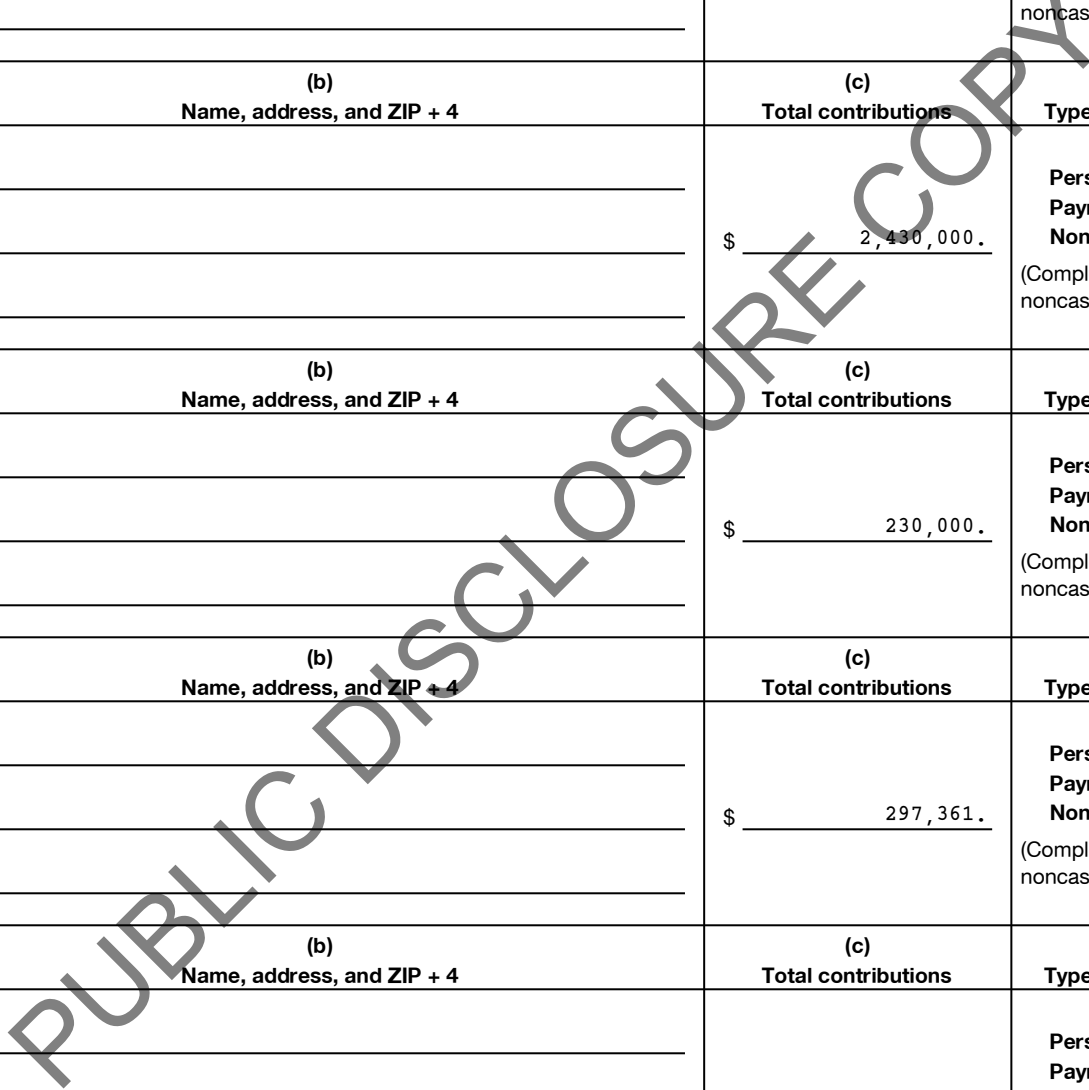 noncas
(b) (c)
Name, address, and ZIP + 4 Total contributions Type
Pers
Payr
$ 2,430,000. Non
(Compl
noncas
(b) (c)
Name, address, and ZIP + 4 Total contributions Type
Pers
Payr
$ 230,000. Non
(Compl
noncas
(b) (c)
Name, address, and ZIP + 4 Total contributions Type
Pers
Payr
$ 297,361. Non
(Compl
noncas
(b) (c)
Name, address, and ZIP + 4 Total contributions Type
Pers
Payr
PUBLIC DISCLOSURE COPY